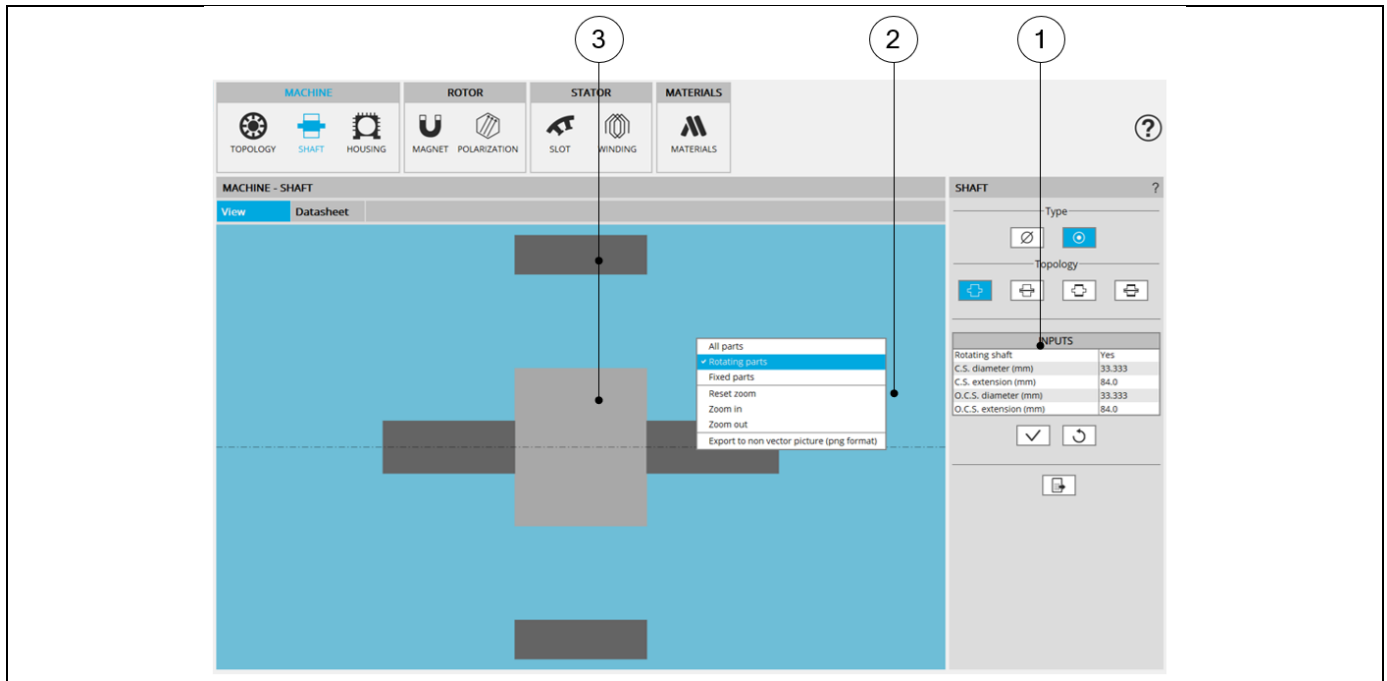 3 2 1
MACHINE ROTOR STATOR MATERIALS
TOPOLOGY SHAFT HOUSING MAGNET POLARIZATION SLOT WINDING MATERIALS
?
MACHINE - SHAFT
View Datasheet
All parts
✓ Rotating parts
Fixed parts
Reset zoom
Zoom in
Zoom out
Export to non vector picture (png format)
SHAFT ?
Type
Topology
INPUTS
Rotating shaft Yes
C.S. diameter (mm) 33.333
C.S. extension (mm) 84.0
O.C.S. diameter (mm) 33.333
O.C.S. extension (mm) 84.0